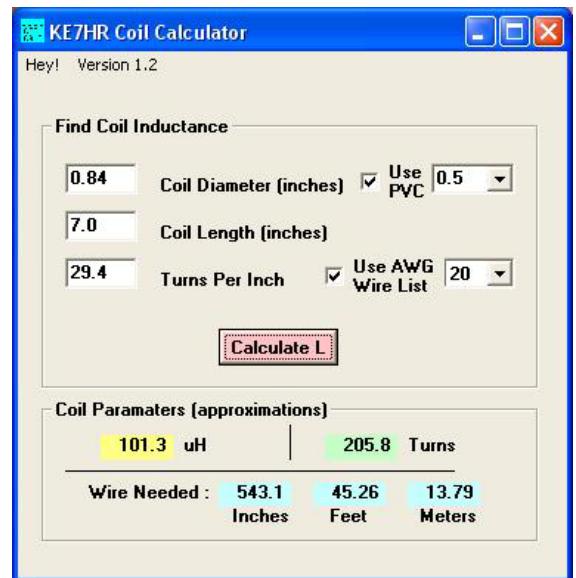 KE7HR Coil Calculator
Hey! Version 1.2
Find Coil Inductance
0.84 Coil Diameter (inches) Use PVC 0.5
7.0 Coil Length (inches)
29.4 Turns Per Inch Use AWG Wire List 20
Calculate L
Coil Paramaters (approximations)
101.3 uH 205.8 Turns
Wire Needed : 543.1 45.26 13.79
Inches Feet Meters